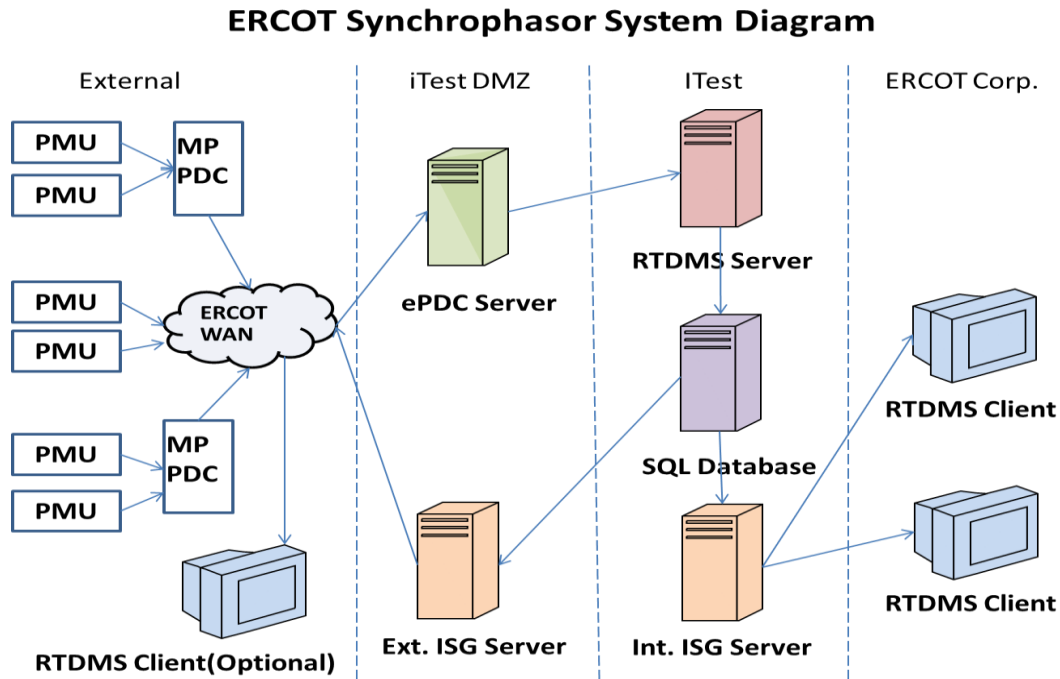 ERCOT Synchrophasor System Diagram
External
iTest DMZ
ITest
ERCOT Corp.
PMU
PMU
MP
PDC
PMU
PMU
ERCOT
WAN
PMU
PMU
MP
PDC
RTDMS Client(Optional)
ePDC Server
Ext. ISG Server
RTDMS Server
SQL Database
Int. ISG Server
RTDMS Client
RTDMS Client